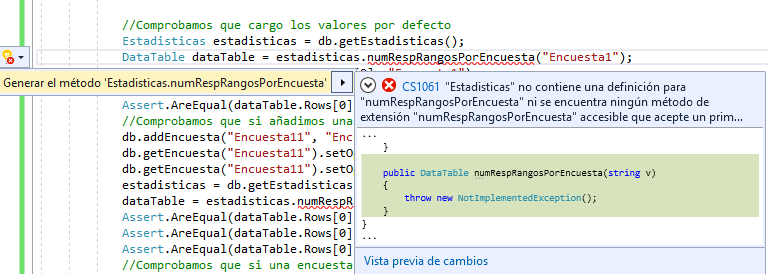 //Comprobamos que cargo los valores por defecto
Estadisticas estadisticas = db.getEstadisticas();
DataTable dataTable = estadisticas.numRespRangosPorEncuesta("Encuesta1");
Generar el método 'Estadisticas.numRespRangosPorEncuesta'
CS1061 "Estadisticas" no contiene una definición para
"numRespRangosPorEncuesta" ni se encuentra ningún método de
extensión "numRespRangosPorEncuesta" accesible que acepte un prim...
...
}
public DataTable numRespRangosPorEncuesta(string v)
{
throw new NotImplementedException();
}
}
...
Vista previa de cambios
Assert.AreEqual(dataTable.Rows[0]
//Comprobamos que si añadimos una
db.addEncuesta("Encuesta11", "Enc
db.getEncuesta("Encuesta11").setO
db.getEncuesta("Encuesta11").setO
estadisticas = db.getEstadisticas
dataTable = estadisticas.numRespR
Assert.AreEqual(dataTable.Rows[0]
Assert.AreEqual(dataTable.Rows[0]
Assert.AreEqual(dataTable.Rows[0]
//Comprobamos que si una encuesta